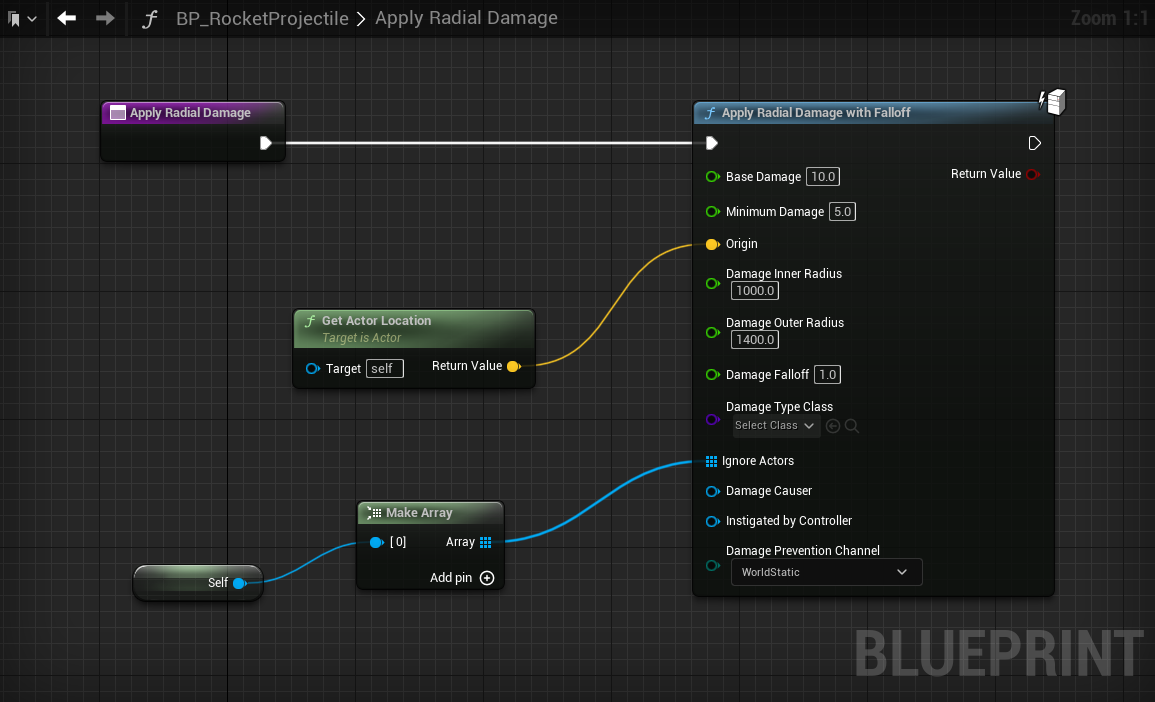 BP_RocketProjectile > Apply Radial Damage
Zoom 1:1
Apply Radial Damage
Apply Radial Damage with Falloff
Base Damage 10.0
Return Value
Minimum Damage 5.0
Origin
Damage Inner Radius
1000.0
Damage Outer Radius
1400.0
Damage Falloff 1.0
Damage Type Class
Select Class
Ignore Actors
Damage Causer
Instigated by Controller
Damage Prevention Channel
WorldStatic
Get Actor Location
Target is Actor
Target self
Return Value
Make Array
[0]
Array
Add pin
Self
BLUEPRINT